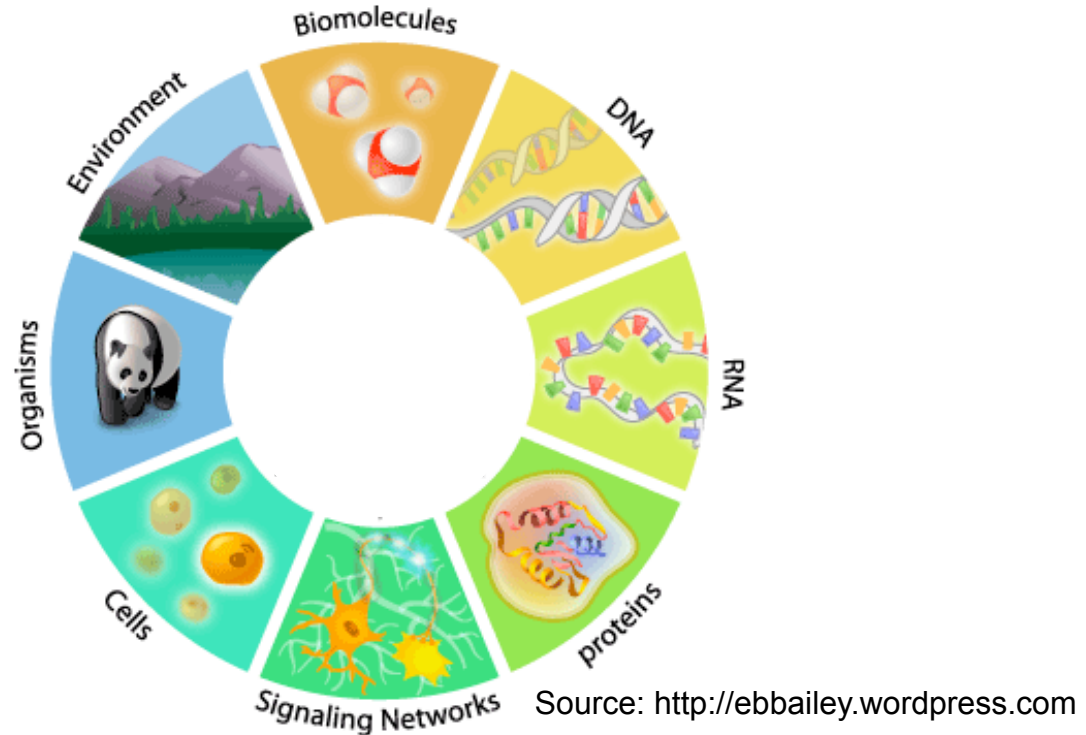 Biomolecules
DNA
RNA
proteins
Signaling Networks
Cells
Organisms
Environment
Source: http://ebbailey.wordpress.com